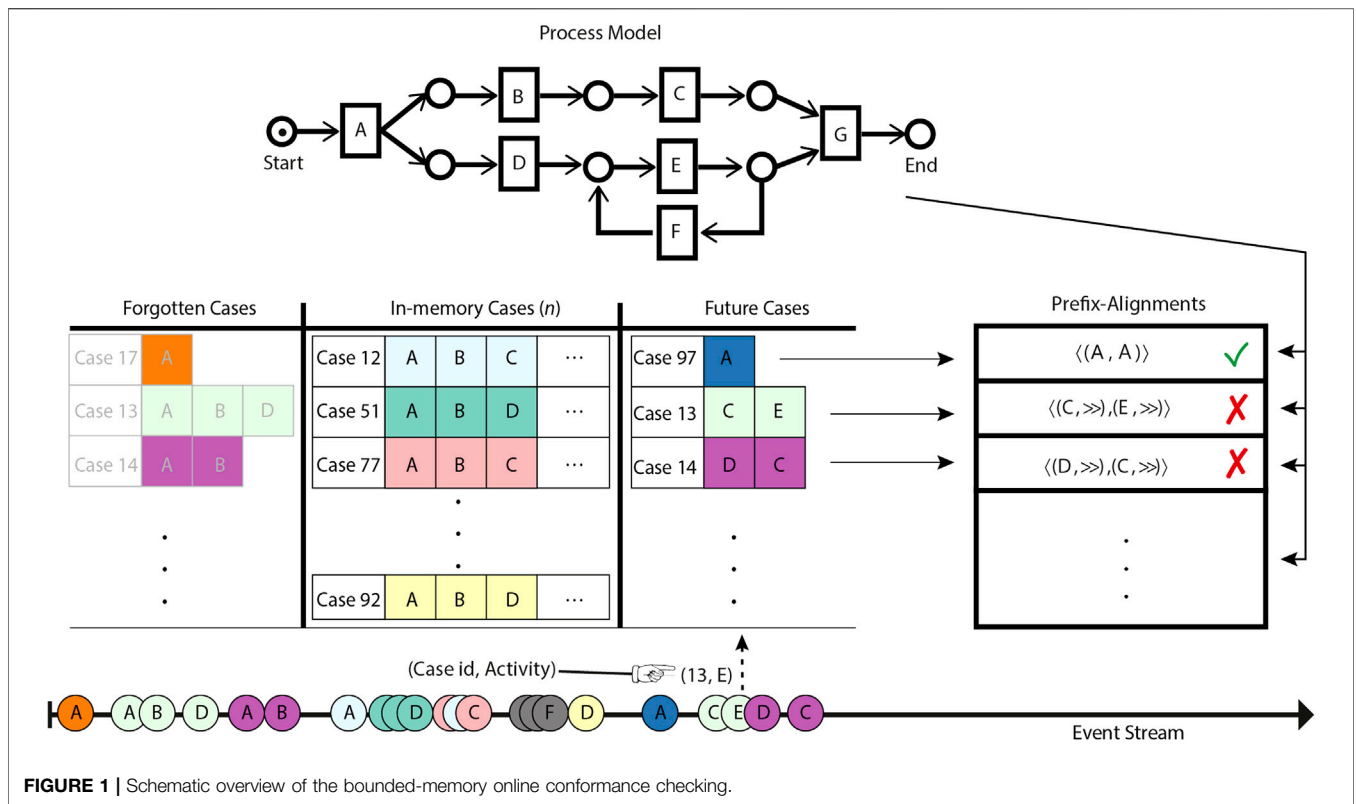 Process Model
B
C
A
G
Start
D
E
End
F
Forgotten Cases
In-memory Cases (n)
Future Cases
Prefix-Alignments
Case 17 A
Case 12 A B C ...
Case 97 A
⟨(A , A )⟩ ✓
Case 13 A B D
Case 51 A B D ...
Case 13 C E
⟨(C, ≫),(E, ≫)⟩ ✗
Case 14 A B
Case 77 A B C ...
Case 14 D C
⟨(D, ≫),(C, ≫)⟩ ✗
Case 92 A B D ...
(Case id, Activity) (13, E)
A A B D A B A D C F D A C E D C
Event Stream
FIGURE 1 | Schematic overview of the bounded-memory online conformance checking.